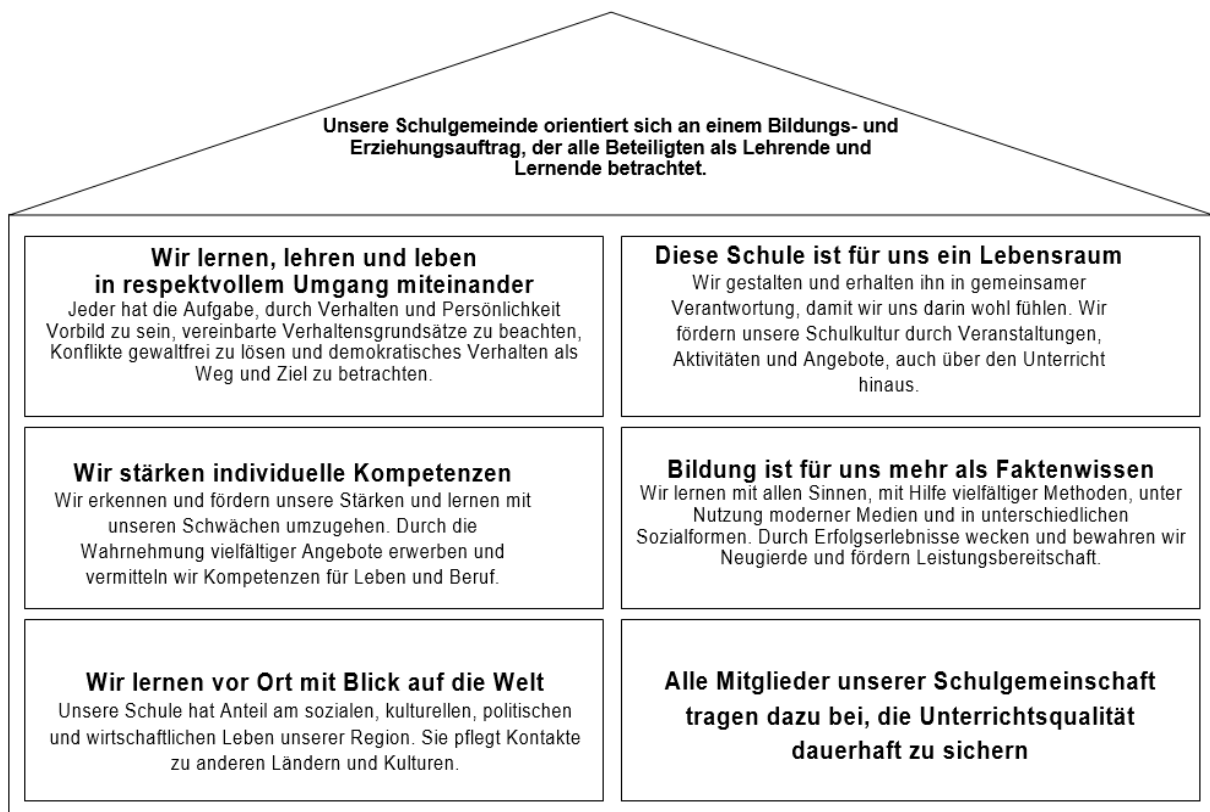 Unsere Schulgemeinde orientiert sich an einem Bildungs- und
Erziehungsauftrag, der alle Beteiligten als Lehrende und
Lernende betrachtet.
Wir lernen, lehren und leben
in respektvollem Umgang miteinander
Jeder hat die Aufgabe, durch Verhalten und Persönlichkeit
Vorbild zu sein, vereinbarte Verhaltensgrundsätze zu beachten,
Konflikte gewaltfrei zu lösen und demokratisches Verhalten als
Weg und Ziel zu betrachten.
Diese Schule ist für uns ein Lebensraum
Wir gestalten und erhalten ihn in gemeinsamer
Verantwortung, damit wir uns darin wohl fühlen. Wir
fördern unsere Schulkultur durch Veranstaltungen,
Aktivitäten und Angebote, auch über den Unterricht
hinaus.
Wir stärken individuelle Kompetenzen
Wir erkennen und fördern unsere Stärken und lernen mit
unseren Schwächen umzugehen. Durch die
Wahrnehmung vielfältiger Angebote erwerben und
vermitteln wir Kompetenzen für Leben und Beruf.
Bildung ist für uns mehr als Faktenwissen
Wir lernen mit allen Sinnen, mit Hilfe vielfältiger Methoden, unter
Nutzung moderner Medien und in unterschiedlichen
Sozialformen. Durch Erfolgserlebnisse wecken und bewahren wir
Neugierde und fördern Leistungsbereitschaft.
Wir lernen vor Ort mit Blick auf die Welt
Unsere Schule hat Anteil am sozialen, kulturellen, politischen
und wirtschaftlichen Leben unserer Region. Sie pflegt Kontakte
zu anderen Ländern und Kulturen.
Alle Mitglieder unserer Schulgemeinschaft
tragen dazu bei, die Unterrichtsqualität
dauerhaft zu sichern